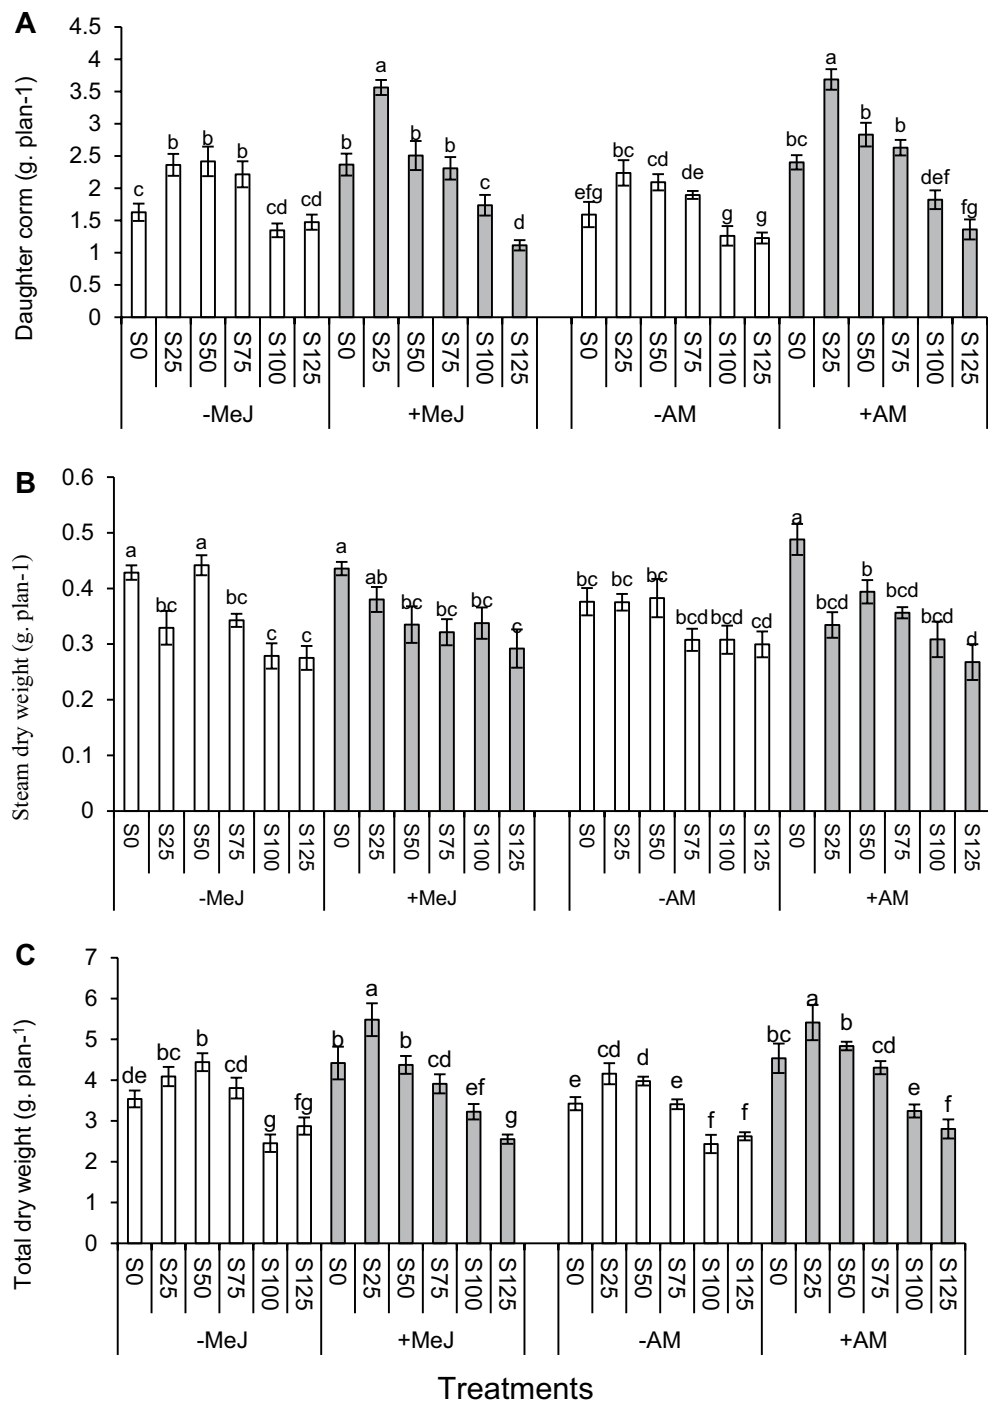 A
Daughter corm (g. plan-1)
4.5
4
3.5
3
2.5
2
1.5
1
0.5
0
c b b b cd cd b a b b c d efg bc cd de g g bc a b b def fg
S0 S25 S50 S75 S100 S125 S0 S25 S50 S75 S100 S125 S0 S25 S50 S75 S100 S125 S0 S25 S50 S75 S100 S125
-MeJ +MeJ -AM +AM
B
Steam dry weight (g. plan-1)
0.6
0.5
0.4
0.3
0.2
0.1
0
a bc a bc c c a ab bc bc bc c bc bc bc bcd bcd cd a bcd b bcd bcd d
S0 S25 S50 S75 S100 S125 S0 S25 S50 S75 S100 S125 S0 S25 S50 S75 S100 S125 S0 S25 S50 S75 S100 S125
-MeJ +MeJ -AM +AM
C
Total dry weight (g. plan-¹)
7
6
5
4
3
2
1
0
de bc b cd g fg b a b cd ef g e cd d e f f bc a b cd e f
S0 S25 S50 S75 S100 S125 S0 S25 S50 S75 S100 S125 S0 S25 S50 S75 S100 S125 S0 S25 S50 S75 S100 S125
-MeJ +MeJ -AM +AM
Treatments